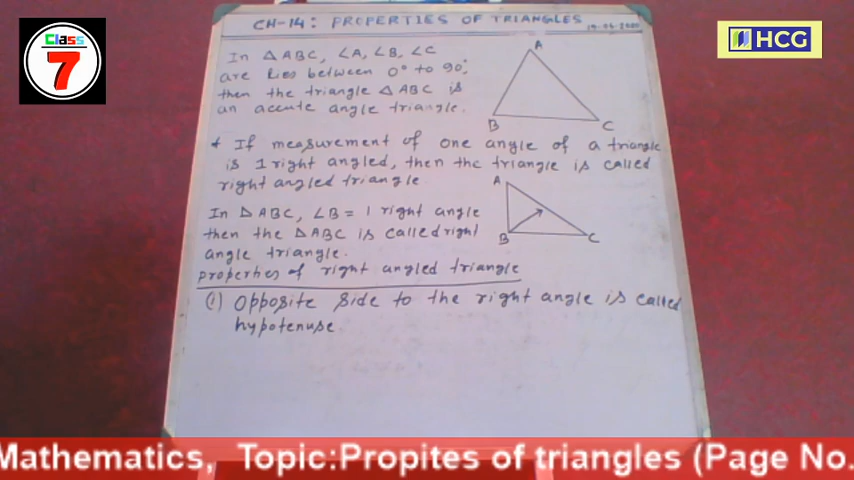 Class
7
HCG
CH-14: PROPERTIES OF TRIANGLES
In △ ABC, ∠A, ∠B, ∠C
are lies between 0° to 90°,
then the triangle △ ABC is
an accute angle triangle.
A
B
C
* If measurement of one angle of a triangle
is 1 right angled, then the triangle is called
right angled triangle
In △ ABC, ∠B = 1 right angle
then the △ABC is called right
angle triangle.
A
B
C
properties of right angled triangle
(1) Opposite side to the right angle is called
hypotenuse
Mathematics, Topic:Propites of triangles (Page No.